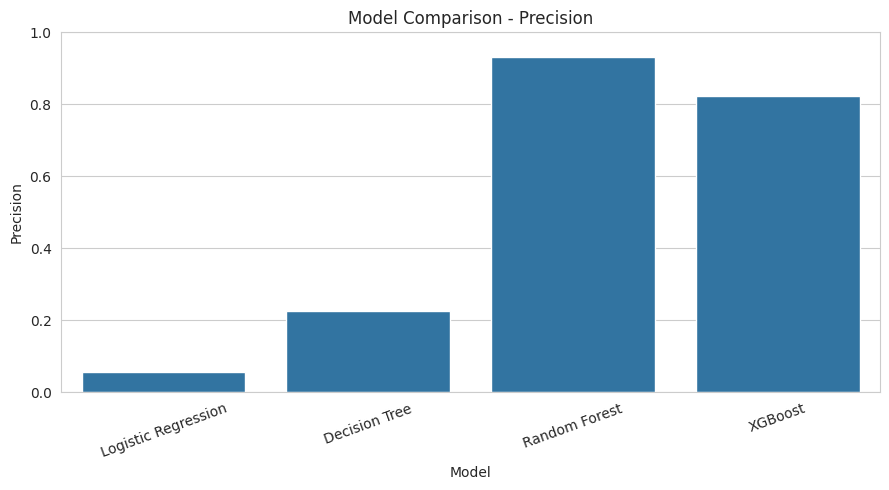 Model Comparison - Precision
1.0
0.8
0.6
0.4
0.2
0.0
Precision
Logistic Regression
Decision Tree
Random Forest
XGBoost
Model